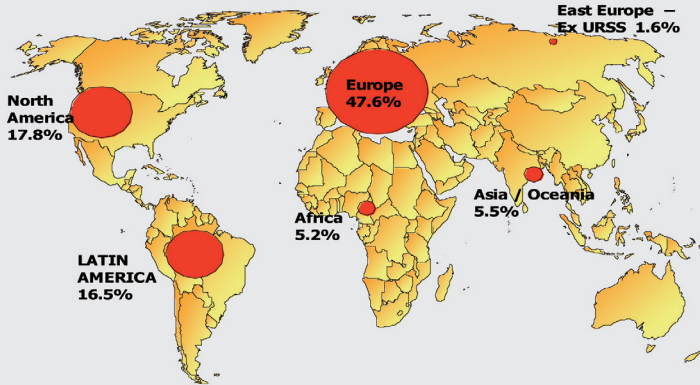 East Europe –
Ex URSS 1.6%
Europe
47.6%
North
America
17.8%
Asia / Oceania
5.5%
Africa
5.2%
LATIN
AMERICA
16.5%